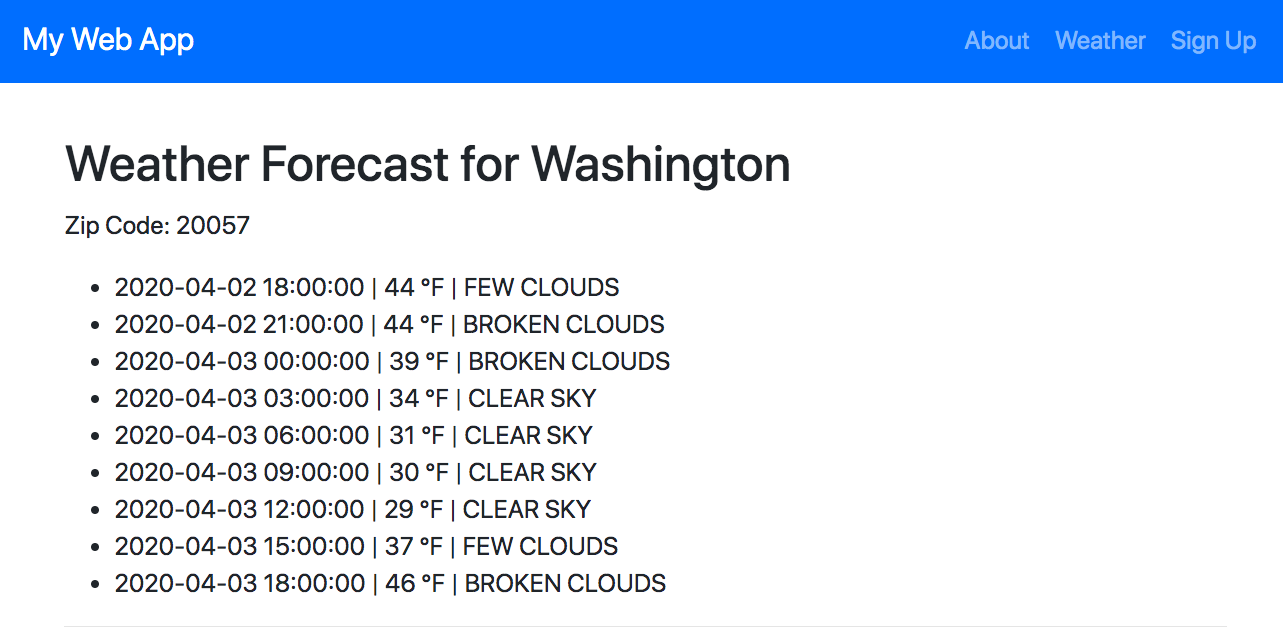 My Web App
About Weather Sign Up
Weather Forecast for Washington
Zip Code: 20057
2020-04-02 18:00:00 | 44 °F | FEW CLOUDS
2020-04-02 21:00:00 | 44 °F | BROKEN CLOUDS
2020-04-03 00:00:00 | 39 °F | BROKEN CLOUDS
2020-04-03 03:00:00 | 34 °F | CLEAR SKY
2020-04-03 06:00:00 | 31 °F | CLEAR SKY
2020-04-03 09:00:00 | 30 °F | CLEAR SKY
2020-04-03 12:00:00 | 29 °F | CLEAR SKY
2020-04-03 15:00:00 | 37 °F | FEW CLOUDS
2020-04-03 18:00:00 | 46 °F | BROKEN CLOUDS